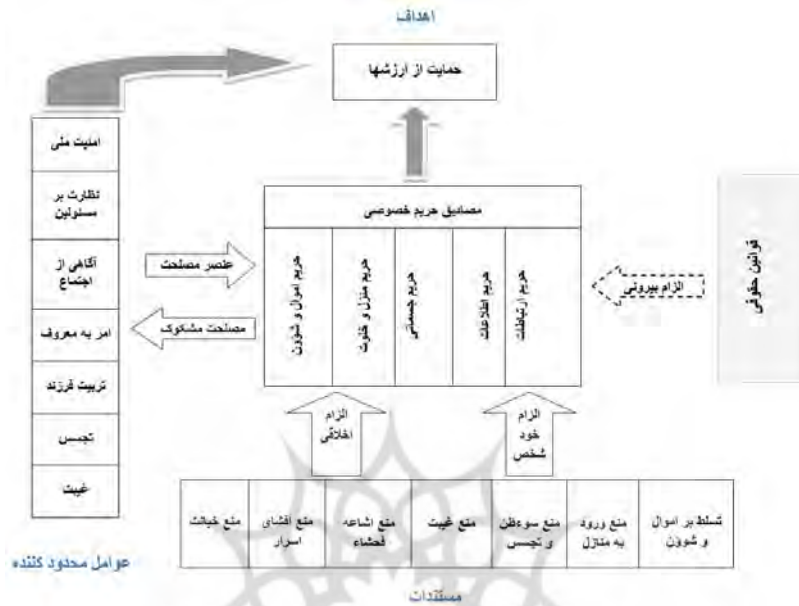 اهداف
حمایت از ارزشها
امنیت ملی
نظارت بر
مسئولین
آگاهی از
اجتماع
امر به معروف
تربیت فرزند
تجسس
غیبت
عوامل محدود کننده
عنصر مصلحت
مصلحت مشکوک
مصادیق حریم خصوصی
حریم ارتباطات
حریم اطلاعات
حریم جسمانی
حریم منزل و خلوت
حریم اموال و شؤون
الزام بیرونی
قوانین حقوقی
الزام
خود
شخص
الزام
اخلاقی
تسلط بر اموال
و شوؤن
منع ورود
به منازل
منع سوءظن
و تجسس
منع غیبت
منع اشاعه
فحشاء
منع افشای
اسرار
منع خیانت
مستندات